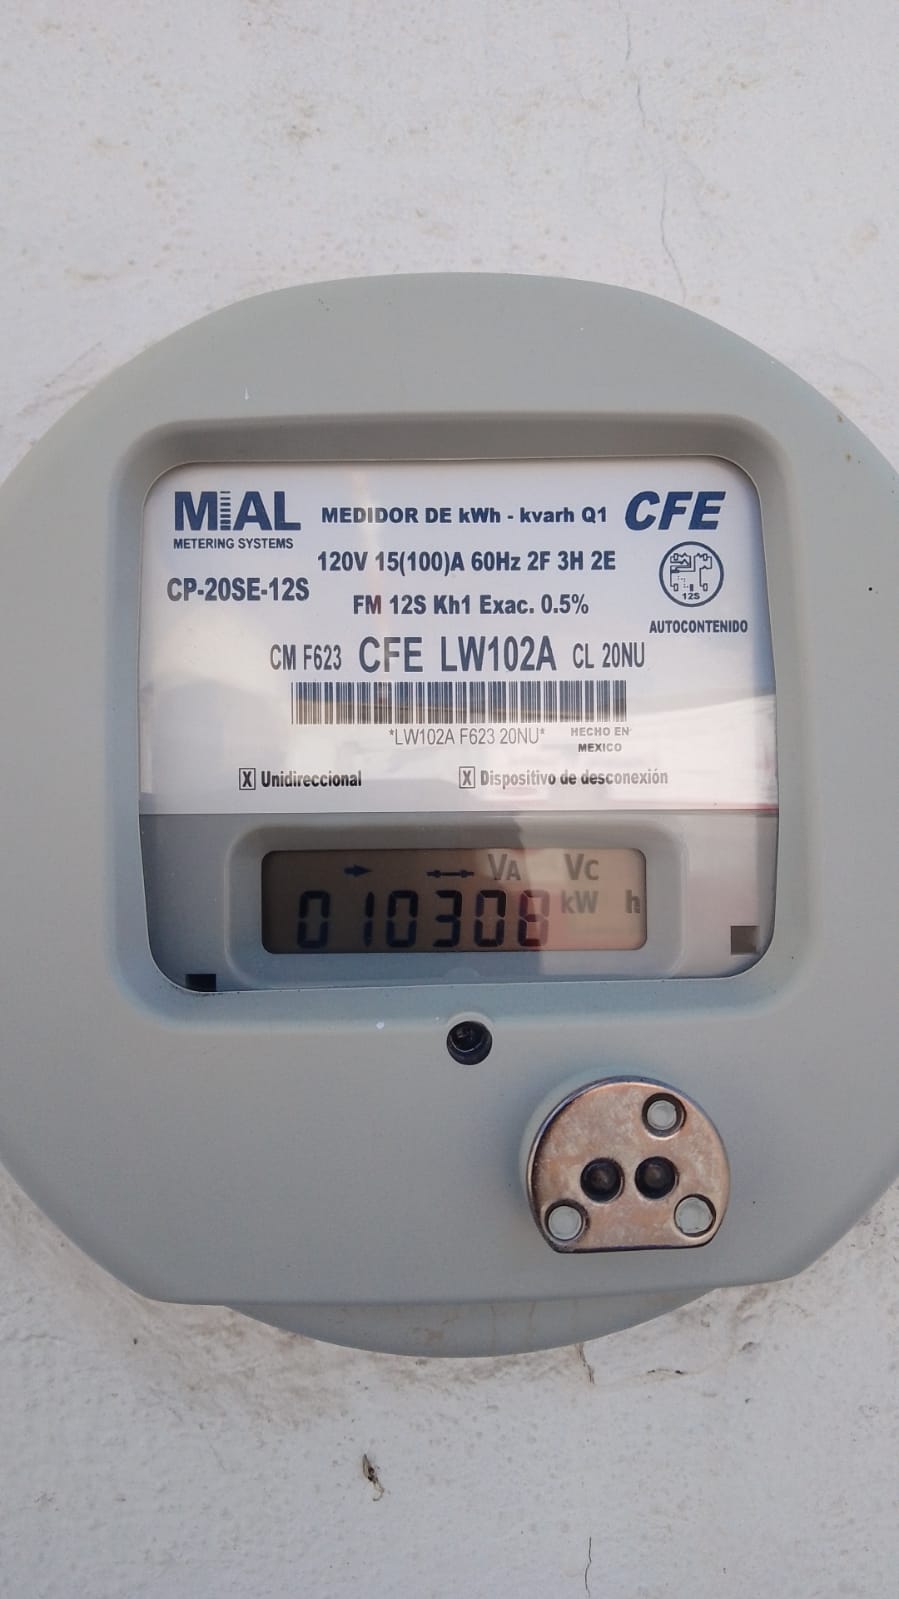 MIAL
METERING SYSTEMS
MEDIDOR DE kWh - kvarh Q1
CFE
120V 15(100)A 60Hz 2F 3H 2E
CP-20SE-12S
FM 12S Kh1 Exac. 0.5%
12S
AUTOCONTENIDO
CM F623 CFE LW102A CL 20NU
*LW102A F623 20NU*
HECHO EN
MEXICO
X Unidireccional
X Dispositivo de desconexión
VA VC
kW h